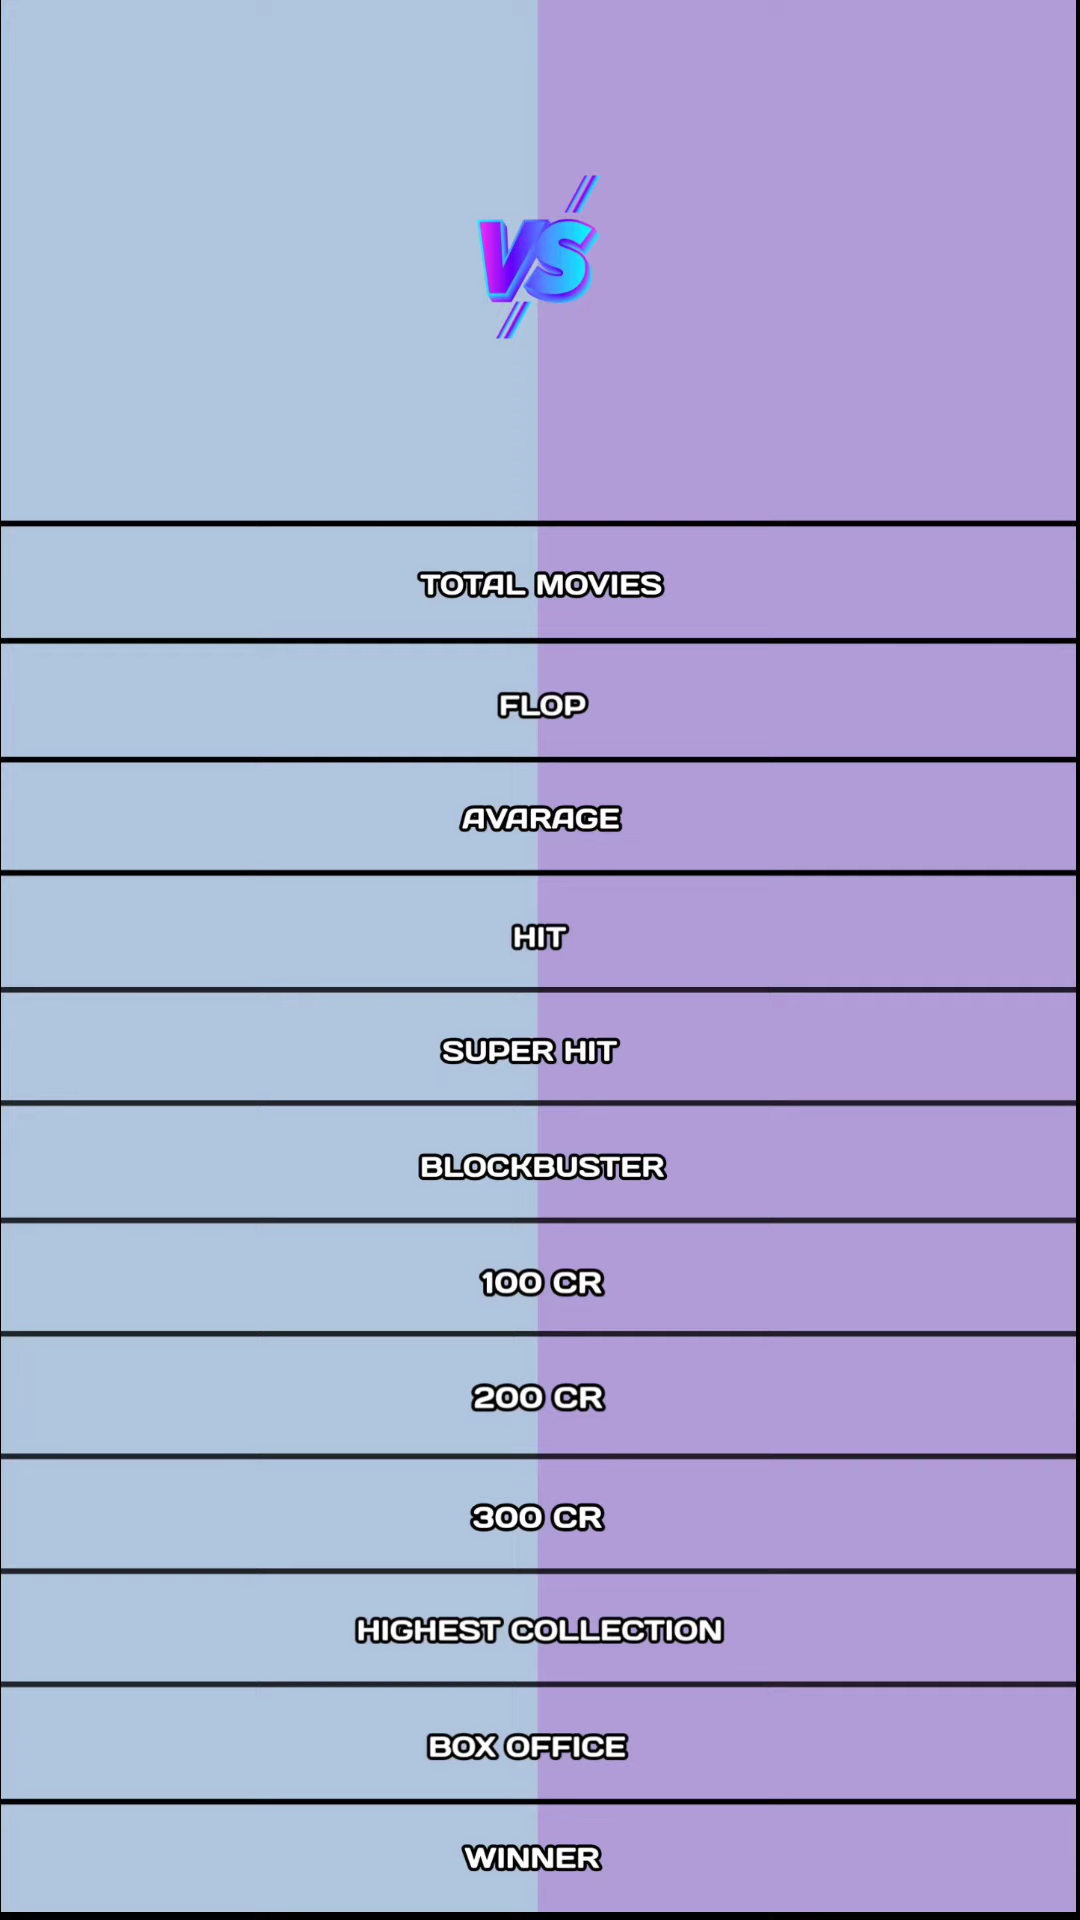 VS
TOTAL MOVIES
FLOP
AVARAGE
HIT
SUPER HIT
BLOCKBUSTER
100 CR
200 CR
300 CR
HIGHEST COLLECTION
BOX OFFICE
WINNER